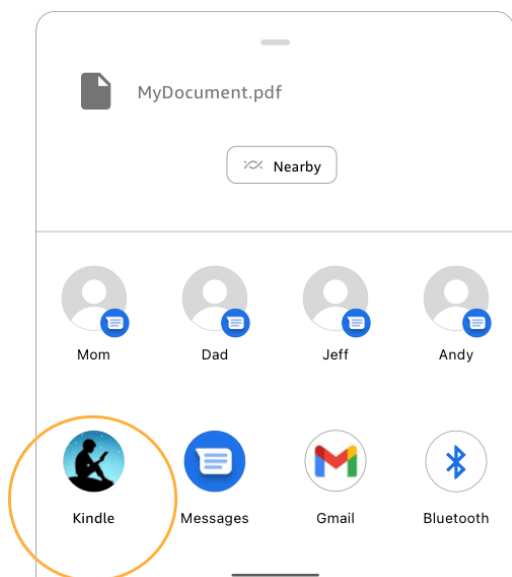 MyDocument.pdf
Nearby
Mom Dad Jeff Andy
Kindle Messages Gmail Bluetooth